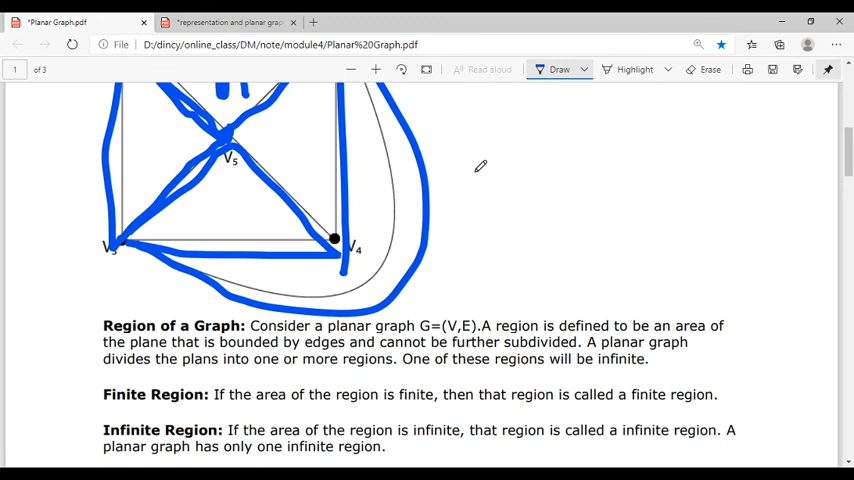 *Planar Graph.pdf
*representation and planar grap
File
D:/dincy/online_class/DM/note/module4/Planar%20Graph.pdf
1 of 3
Read aloud
Draw
Highlight
Erase
V5
V3
V4
Region of a Graph: Consider a planar graph G=(V,E).A region is defined to be an area of
the plane that is bounded by edges and cannot be further subdivided. A planar graph
divides the plans into one or more regions. One of these regions will be infinite.
Finite Region: If the area of the region is finite, then that region is called a finite region.
Infinite Region: If the area of the region is infinite, that region is called a infinite region. A
planar graph has only one infinite region.